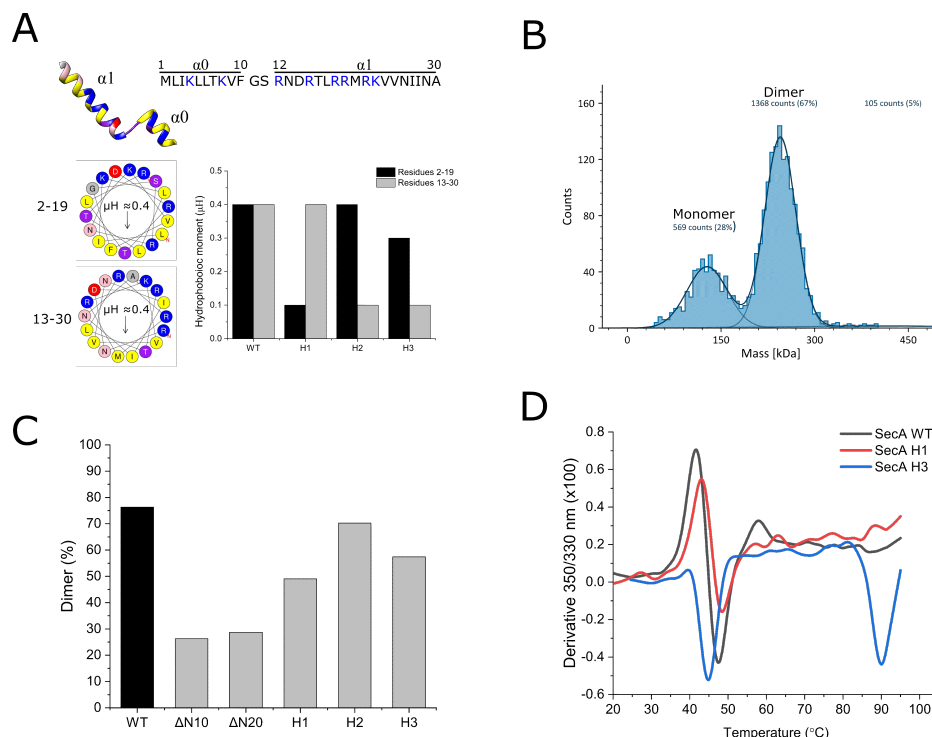 A
α1
α0
1 α0 10 12 α1 30
MLIKLLTKVF GS RNDRTLRRMRKVVNIINA
2-19
G K D K R S L R V L R T L F I N T L
μH ≈0.4
N
13-30
D N R A K R I R R V T I M N V L N R
μH ≈0.4
N
Hydrophoboioc moment (μH)
0.5
0.4
0.3
0.2
0.1
0.0
Residues 2-19
Residues 13-30
WT H1 H2 H3
B
Counts
160
120
80
40
0
Dimer
1368 counts (67%)
105 counts (5%)
Monomer
569 counts (28%)
0 150 300 450
Mass [kDa]
C
Dimer (%)
100
90
80
70
60
50
40
30
20
10
0
WT ΔN10 ΔN20 H1 H2 H3
D
Derivative 350/330 nm (x100)
0.8
0.6
0.4
0.2
0.0
-0.2
-0.4
-0.6
SecA WT
SecA H1
SecA H3
20 30 40 50 60 70 80 90 100
Temperature (°C)